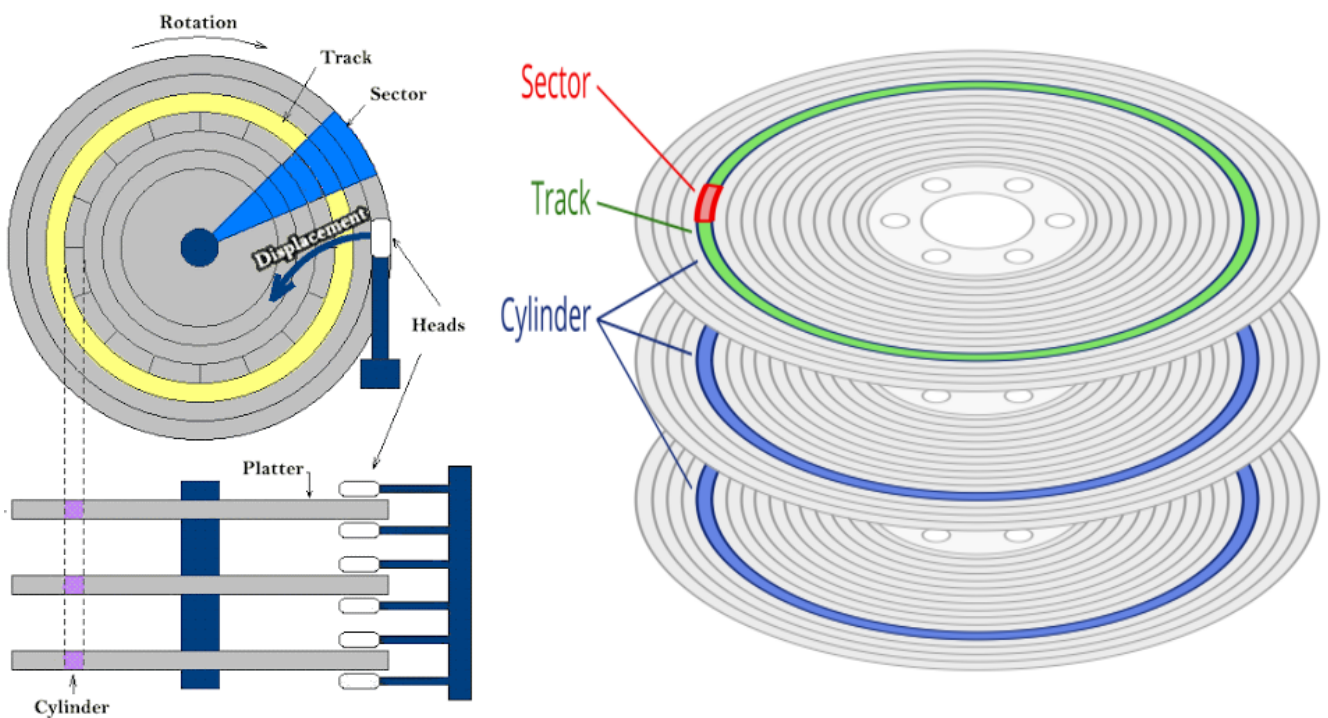 Rotation
Track
Sector
Displacement
Heads
Platter
Cylinder
Sector
Track
Cylinder